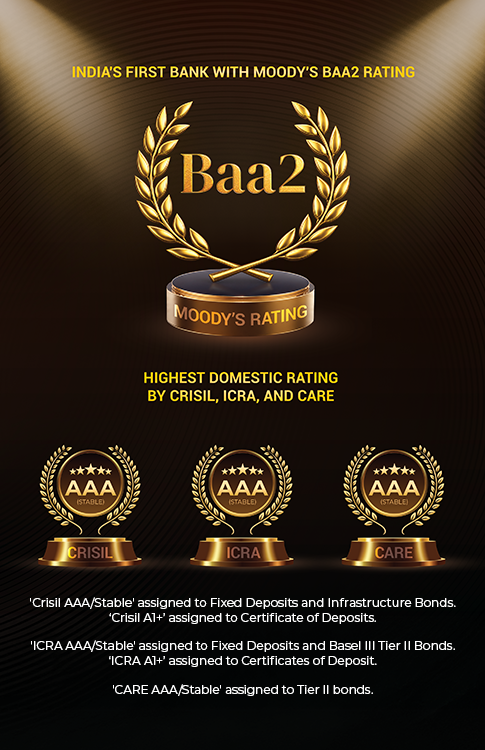 INDIA'S FIRST BANK WITH MOODY'S BAA2 RATING
Baa2
MOODY'S RATING
HIGHEST DOMESTIC RATING
BY CRISIL, ICRA, AND CARE
AAA
(STABLE)
CRISIL
AAA
(STABLE)
ICRA
AAA
(STABLE)
CARE
'Crisil AAA/Stable' assigned to Fixed Deposits and Infrastructure Bonds.
‘Crisil A1+’ assigned to Certificate of Deposits.
'ICRA AAA/Stable' assigned to Fixed Deposits and Basel III Tier II Bonds.
‘ICRA A1+’ assigned to Certificates of Deposit.
'CARE AAA/Stable' assigned to Tier II bonds.